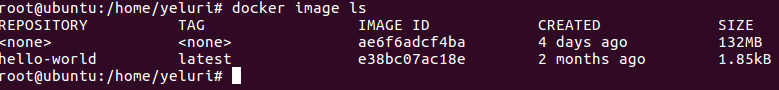 root@ubuntu:/home/yeluri# docker image ls
REPOSITORY TAG IMAGE ID CREATED SIZE
<none> <none> ae6f6adcf4ba 4 days ago 132MB
hello-world latest e38bc07ac18e 2 months ago 1.85kB
root@ubuntu:/home/yeluri#